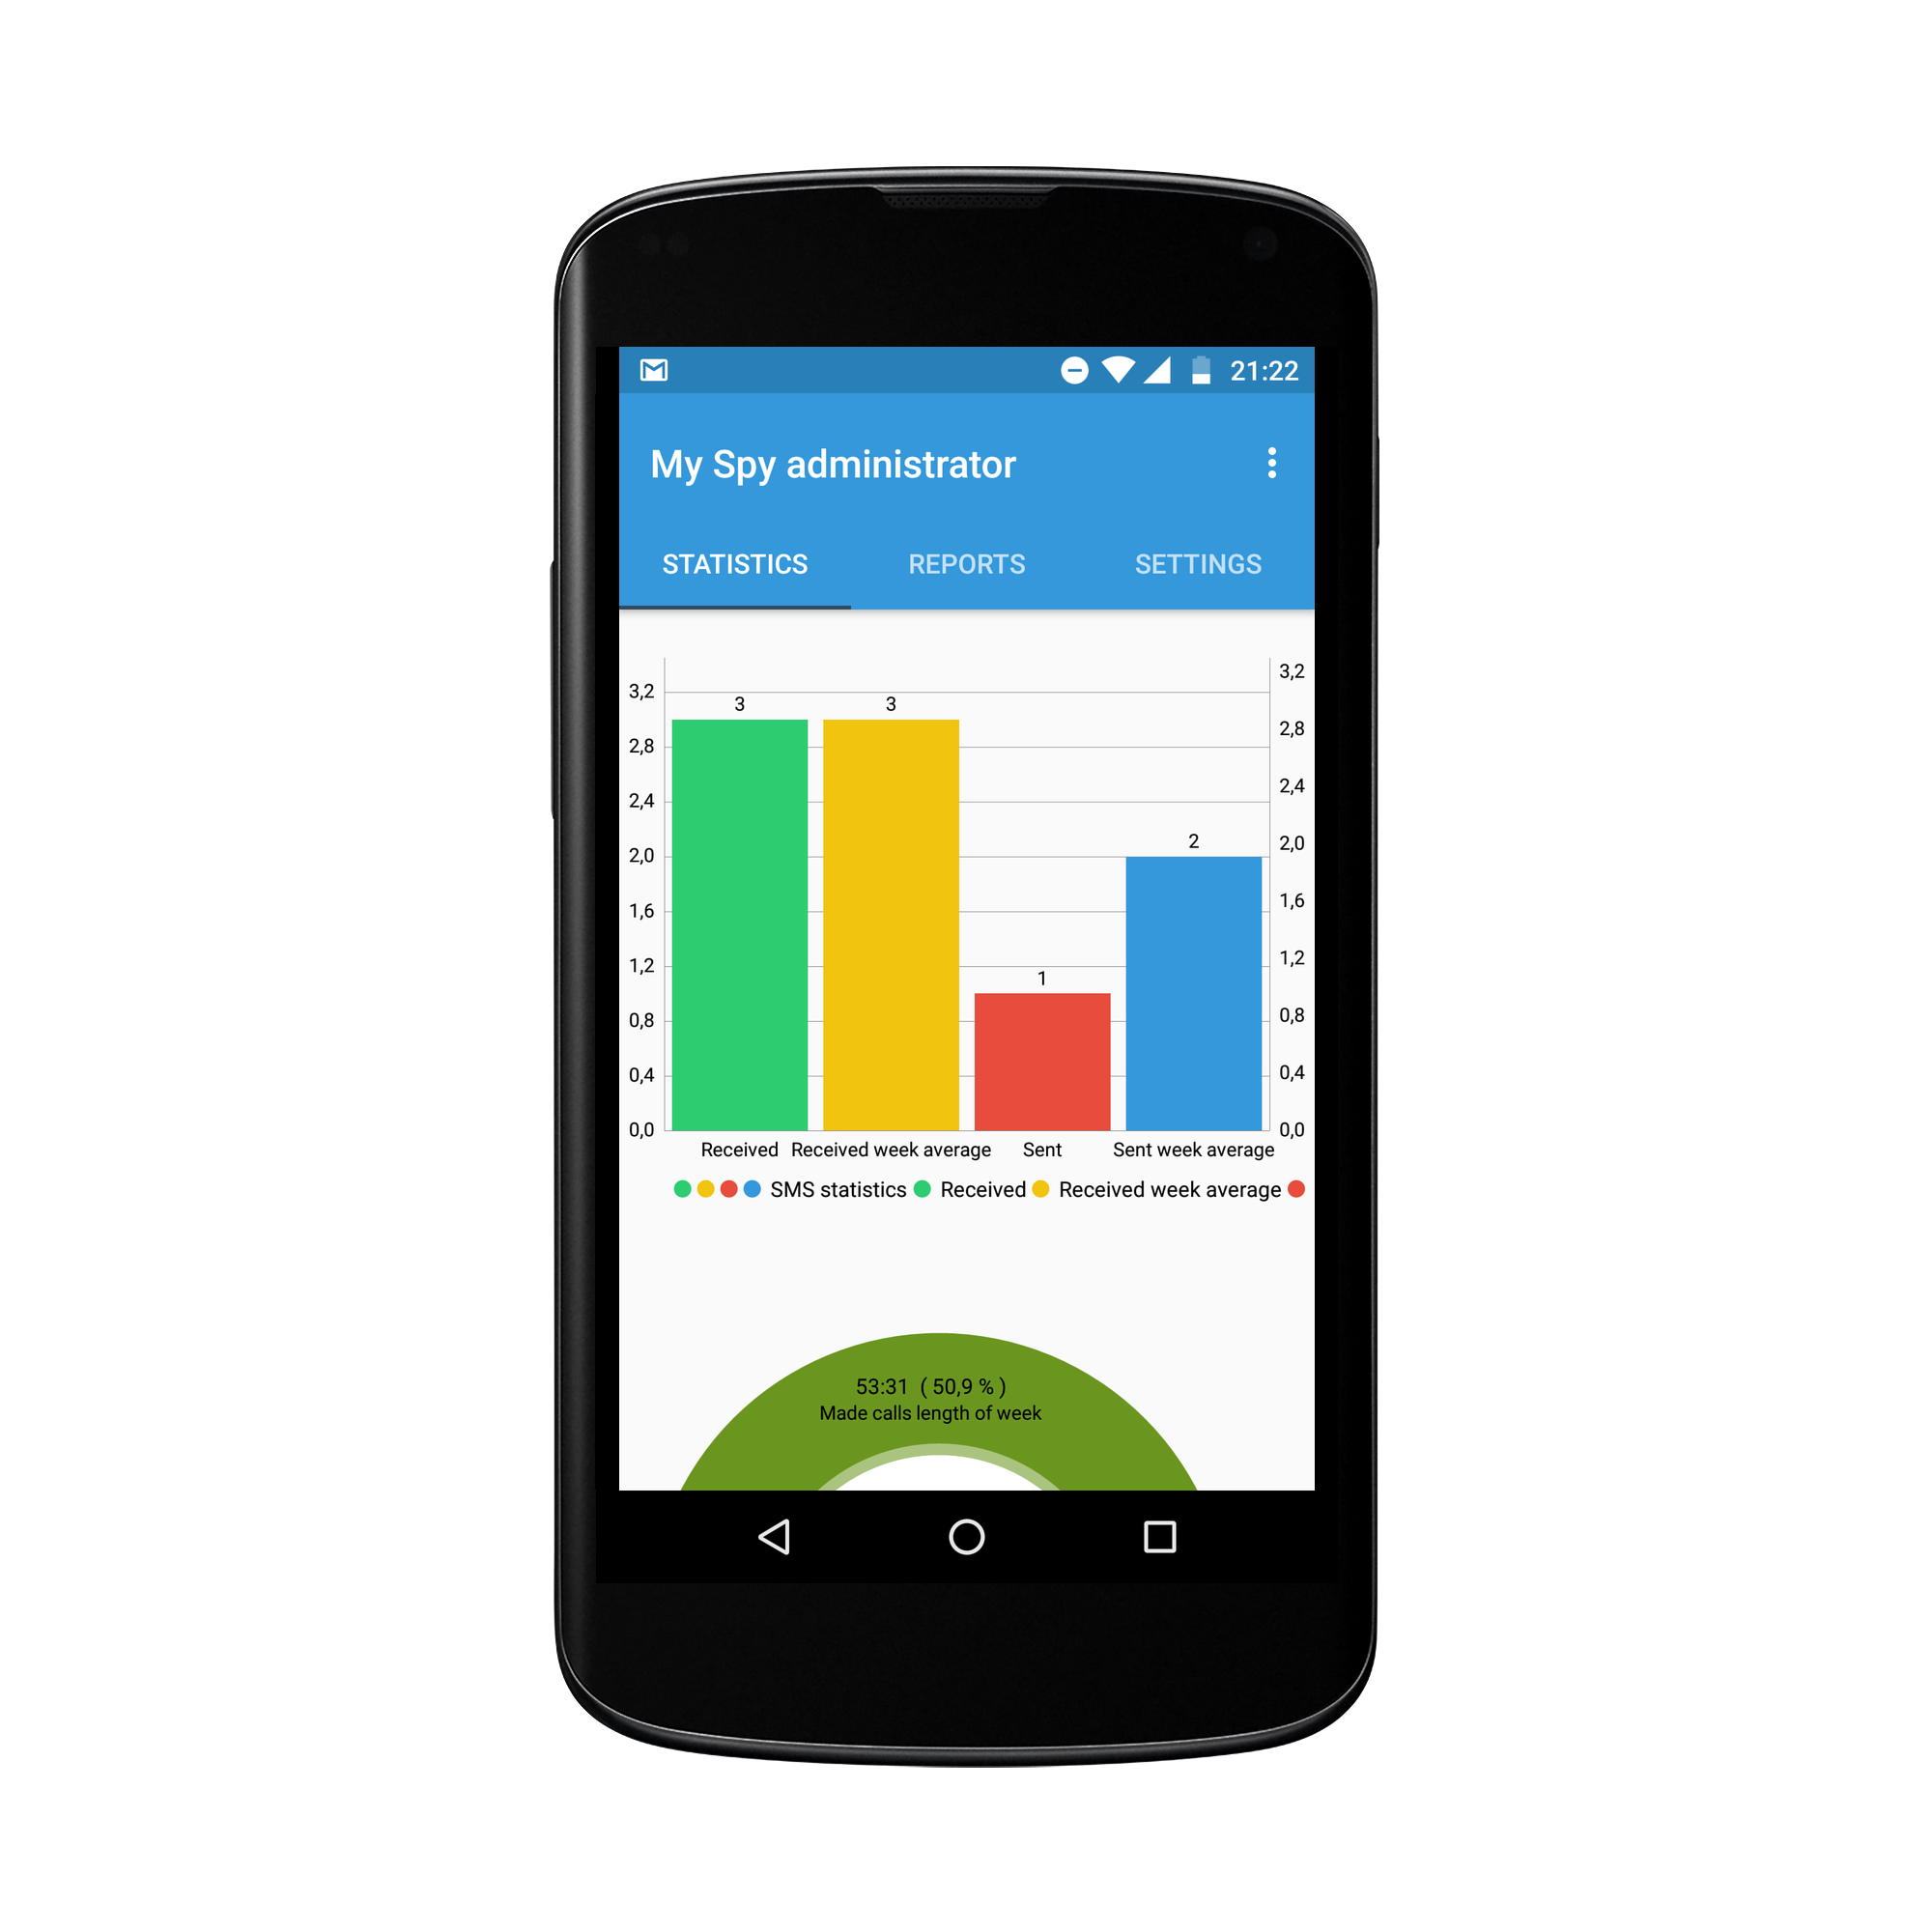 21:22
My Spy administrator
STATISTICS REPORTS SETTINGS
3,2 3,2
3 3
2,8 2,8
2,4 2,4
2
2,0 2,0
1,6 1,6
1,2 1,2
1
0,8 0,8
0,4 0,4
0,0 0,0
Received Received week average Sent Sent week average
SMS statistics Received Received week average
53:31 ( 50,9 % )
Made calls length of week